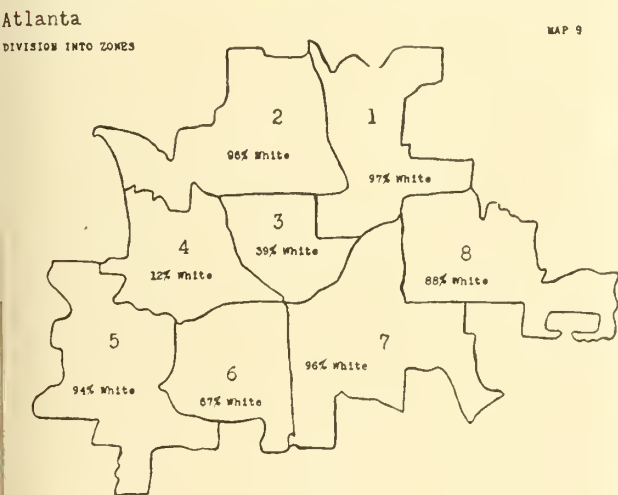 Atlanta
DIVISION INTO ZONES
MAP 9
2
1
96% White
97% White
3
4
39% White
8
12% White
88% White
5
7
6
96% White
94% White
67% White